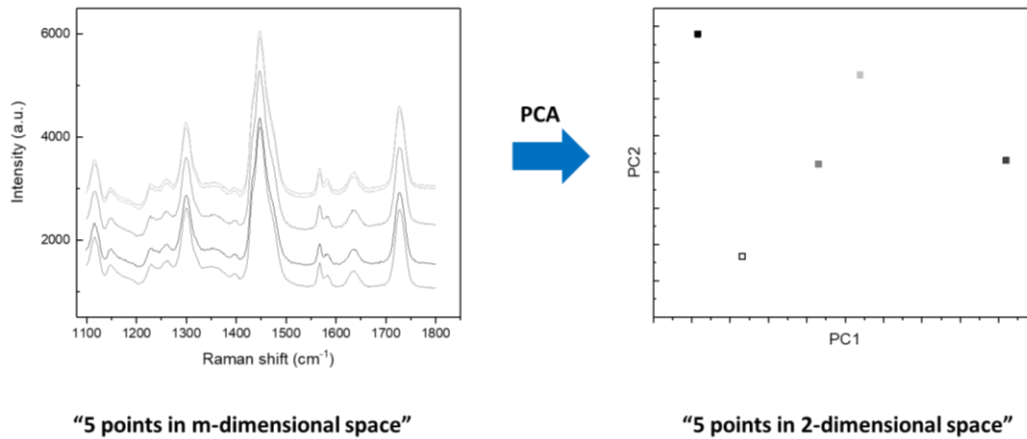 6000
4000
2000
Intensity (a.u.)
1100 1200 1300 1400 1500 1600 1700 1800
Raman shift (cm⁻¹)
PCA
PC2
PC1
“5 points in m-dimensional space”
“5 points in 2-dimensional space”